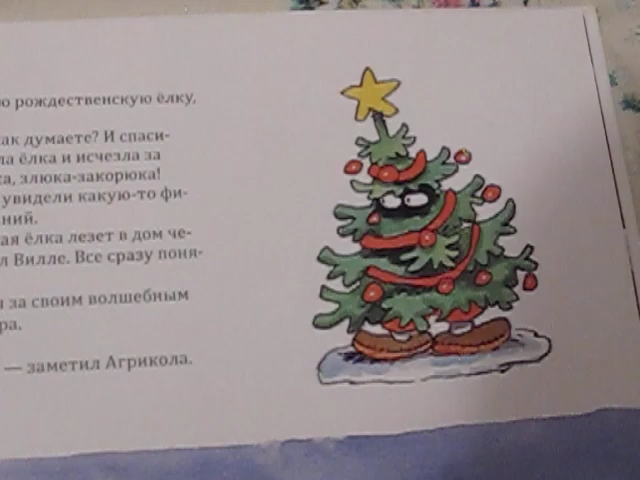 ю рождественскую ёлку,
ак думаете? И спаси-
ла ёлка и исчезла за
ка, злюка-закорюка!
увидели какую-то фи-
ний.
ая ёлка лезет в дом че-
л Вилле. Все сразу поня-
за своим волшебным
ра.
— заметил Агрикола.